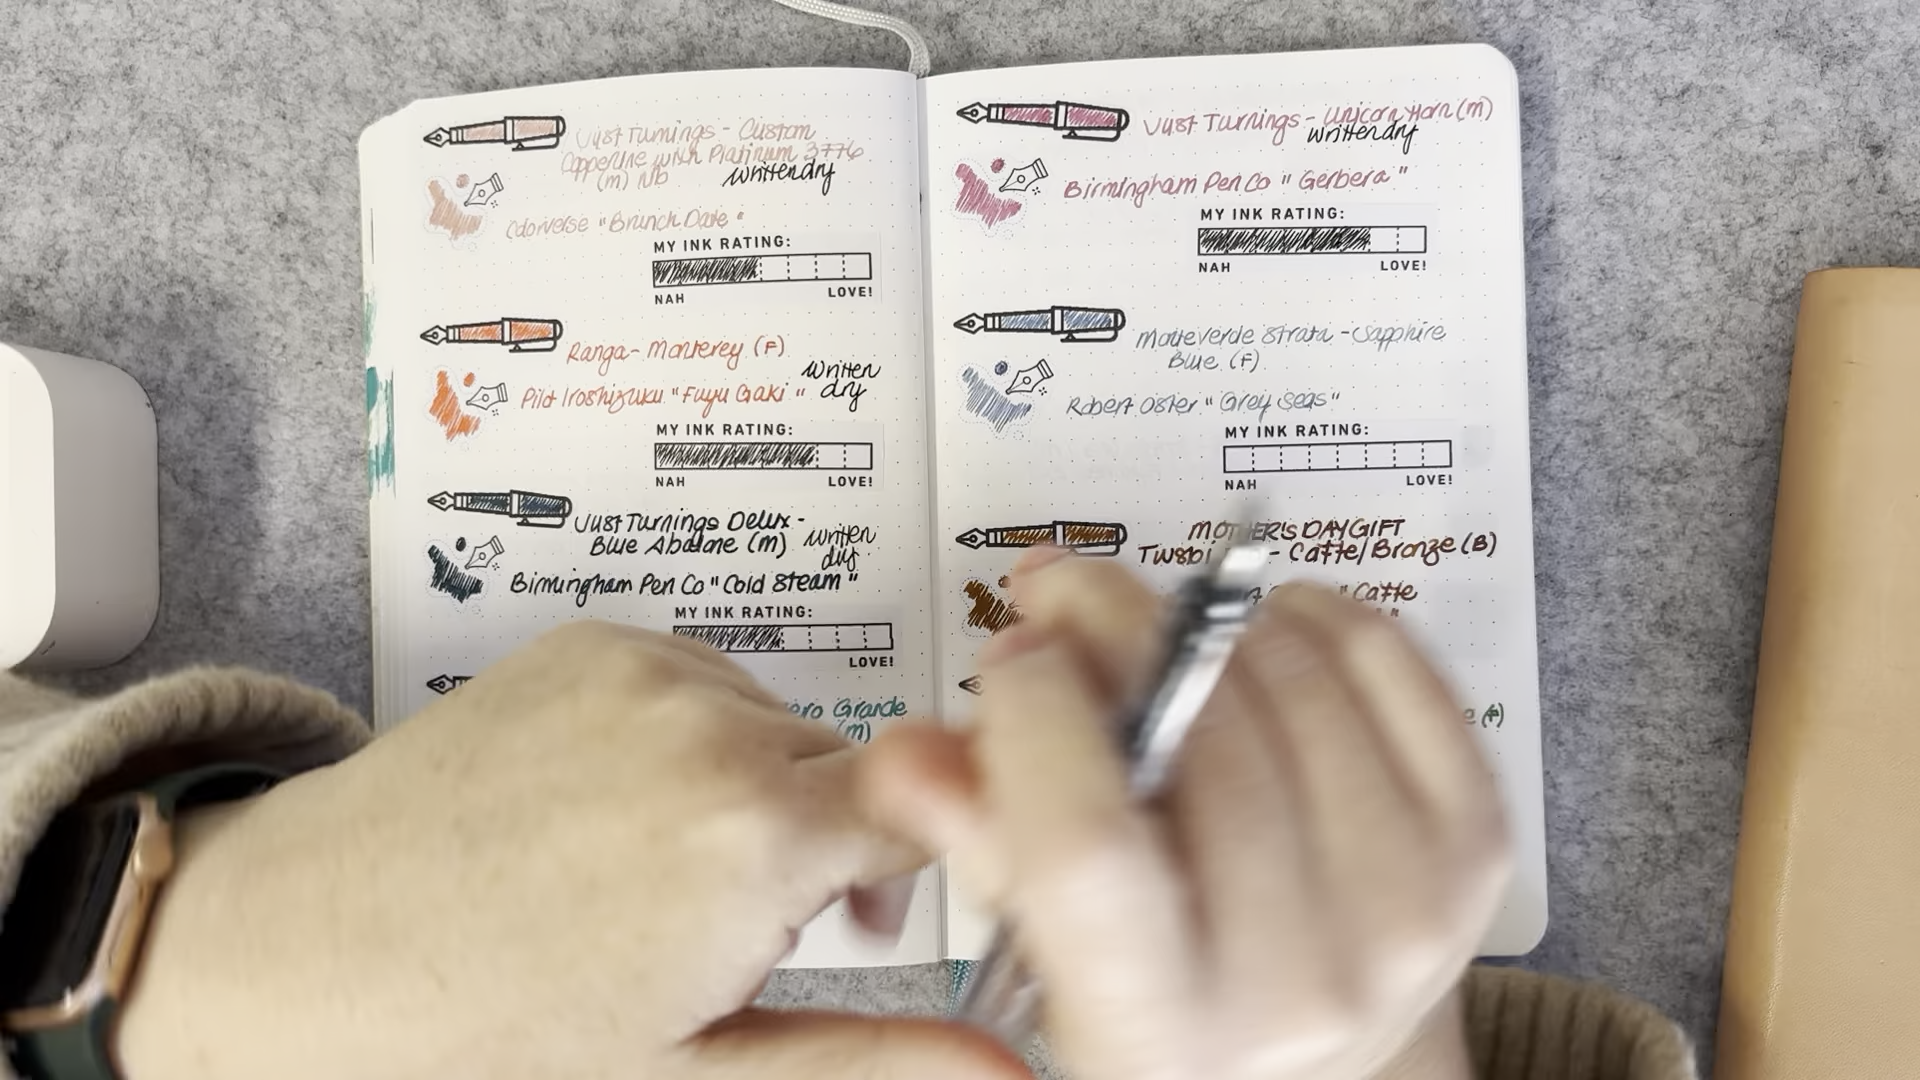 Just Turnings - Custom
Copperline with Platinum 3776
(m) Nib
written dry
Colorverse "Brunch Date"
MY INK RATING:
NAH LOVE!
Ranga - Monterey (F)
written
dry
Pilot Iroshizuku "Fuyu Gaki"
MY INK RATING:
NAH LOVE!
Just Turnings Delux -
Blue Abalone (m)
written
dry
Birmingham Pen Co "Cold Steam"
MY INK RATING:
LOVE!
Grande
(m)
Just Turnings - Unicorn Horn (m)
written dry
Birmingham Pen Co "Gerbera"
MY INK RATING:
NAH LOVE!
Monteverde Strata - Sapphire
Blue (F)
Robert Oster "Grey Seas"
MY INK RATING:
NAH LOVE!
MOTHER'S DAY GIFT
Twsbi - Caffe/Bronze (B)
"Caffe
(F)